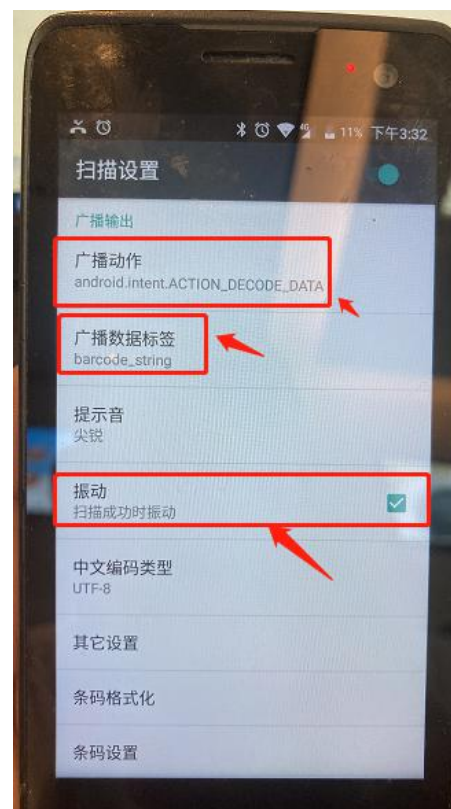 4G 11% 下午3:32
扫描设置
广播输出
广播动作
android.intent.ACTION_DECODE_DATA
广播数据标签
barcode_string
提示音
尖锐
振动
扫描成功时振动
中文编码类型
UTF-8
其它设置
条码格式化
条码设置